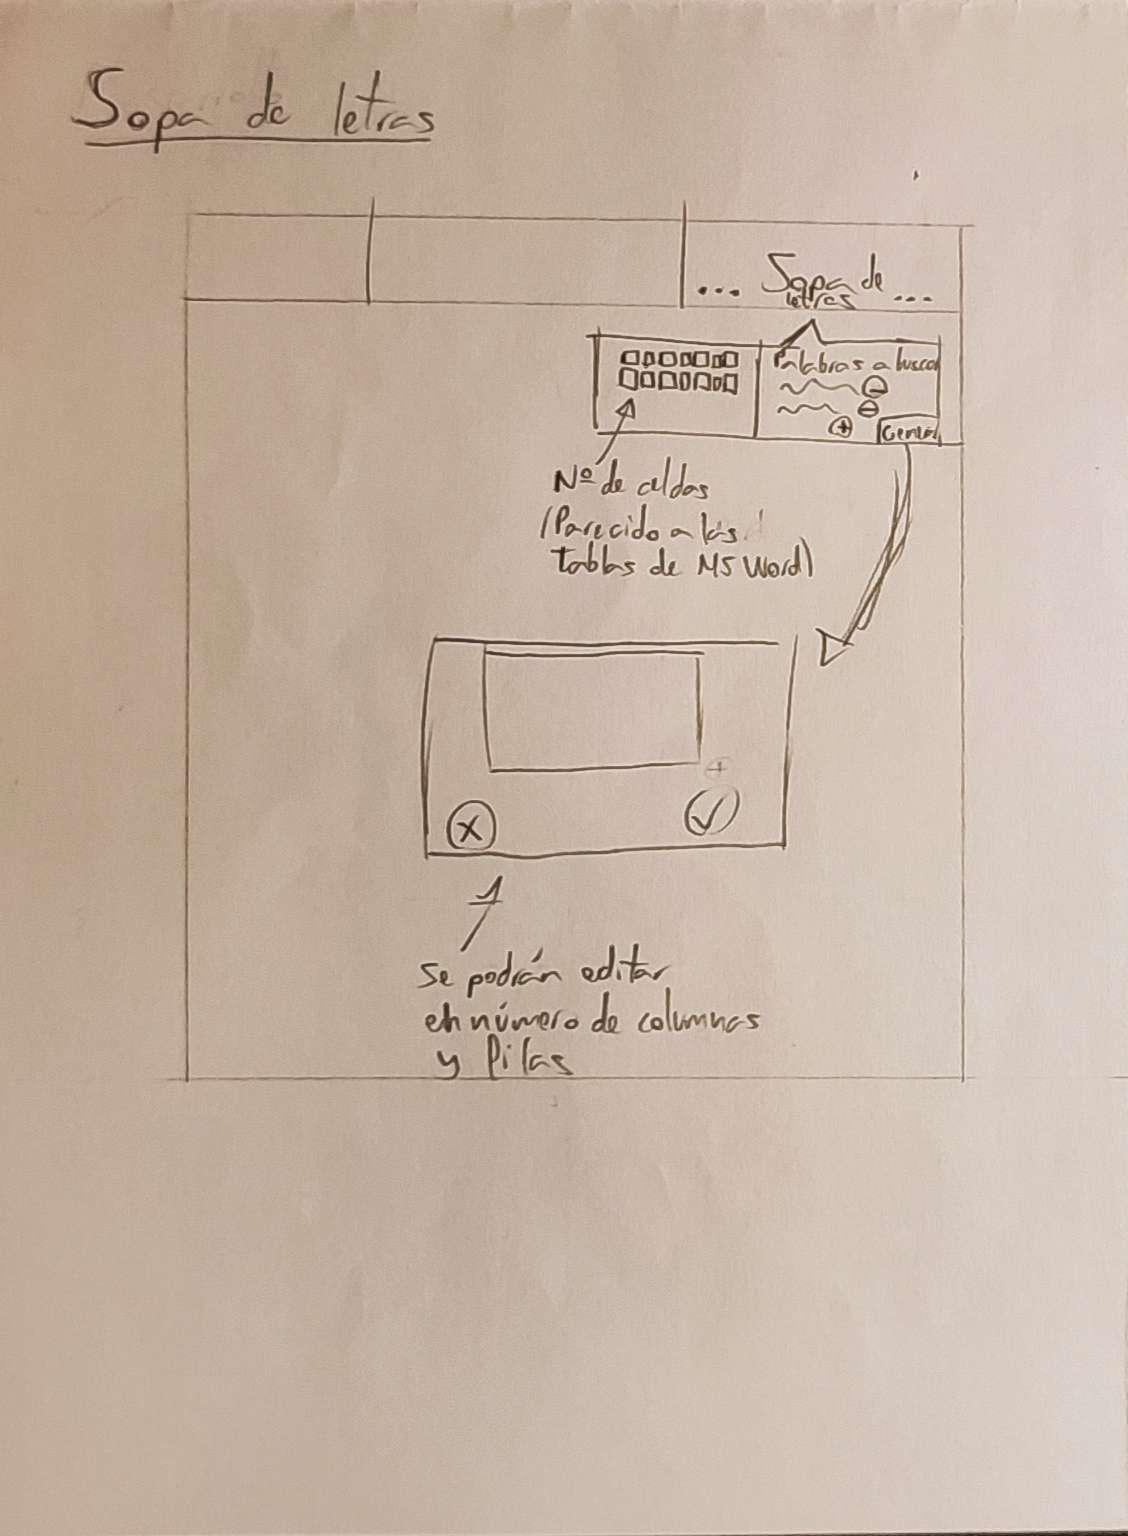 Sopa de letras
... Sopa de ...
letras
Palabras a buscar
Nº de celdas
(Parecido a las
tablas de MS Word)
Se podrán editar
en número de columnas
y filas